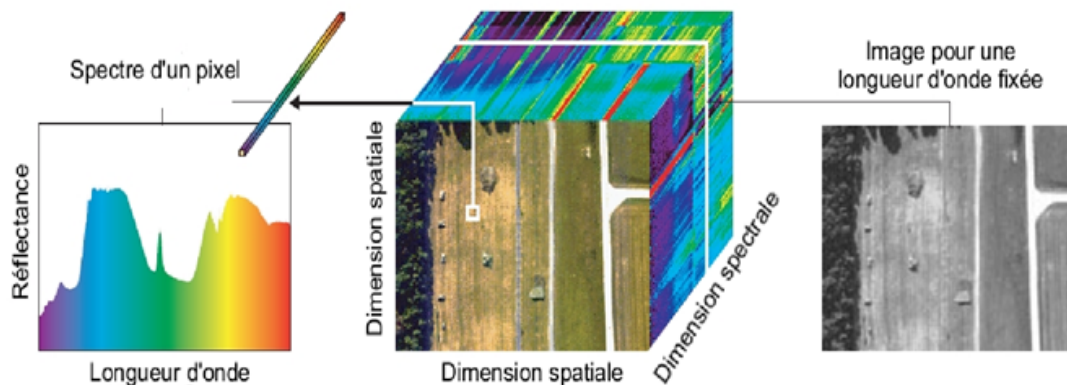 Spectre d'un pixel
Réflectance
Longueur d'onde
Dimension spatiale
Dimension spatiale
Dimension spectrale
Image pour une
longueur d'onde fixée